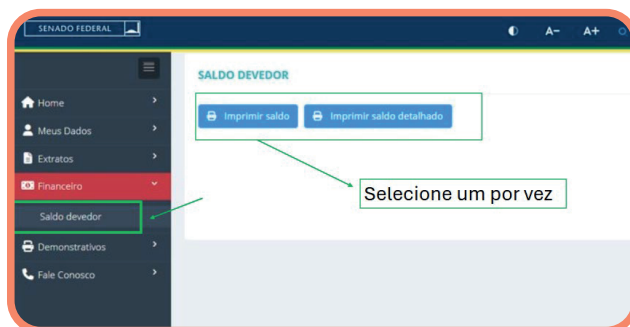 SENADO FEDERAL
A- A+
SALDO DEVEDOR
Home
Imprimir saldo Imprimir saldo detalhado
Meus Dados
Extratos
Financeiro
Selecione um por vez
Saldo devedor
Demonstrativos
Fale Conosco